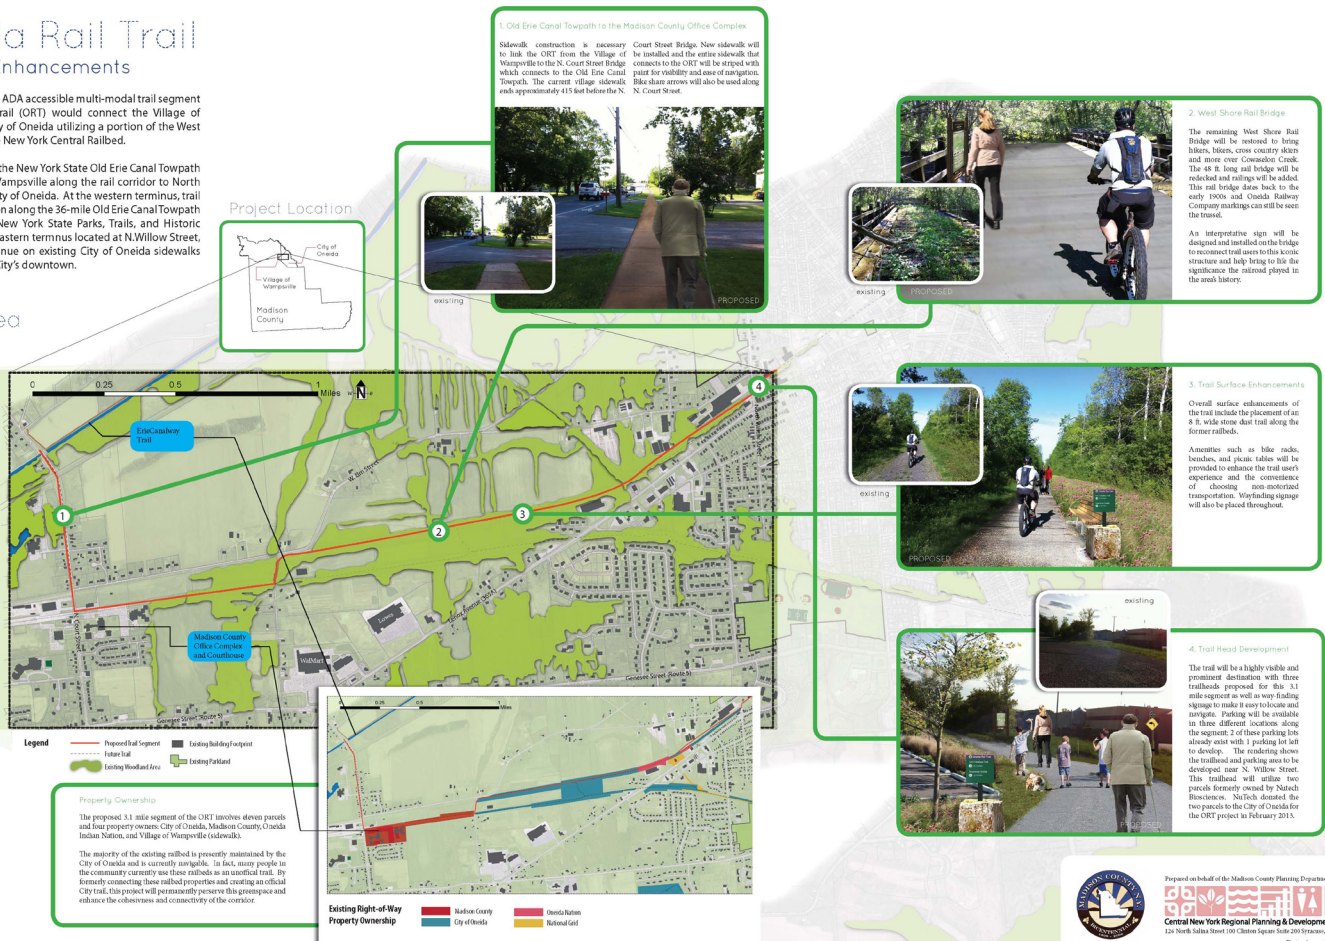 a Rail Trail
nhancements
ADA accessible multi-modal trail segment
rail (ORT) would connect the Village of
y of Oneida utilizing a portion of the West
New York Central Railbed.
the New York State Old Erie Canal Towpath
Wampsville along the rail corridor to North
ty of Oneida. At the western terminus, trail
n along the 36-mile Old Erie Canal Towpath
New York State Parks, Trails, and Historic
astern termnus located at N.Willow Street,
nue on existing City of Oneida sidewalks
City's downtown.
ea
Project Location
City of
Oneida
Village of
Wampsville
Madison
County
1. Old Erie Canal Towpath to the Madison County Office Complex
Sidewalk construction is necessary
to link the ORT from the Village of
Wampsville to the N. Court Street Bridge
which connects to the Old Erie Canal
Towpath. The current village sidewalk
ends approximately 415 feet before the N.
Court Street Bridge. New sidewalk will
be installed and the entire sidewalk that
connects to the ORT will be striped with
paint for visibility and ease of navigation.
Bike share arrows will also be used along
N. Court Street.
existing
PROPOSED
2. West Shore Rail Bridge
The remaining West Shore Rail
Bridge will be restored to bring
hikers, bikers, cross country skiers
and more over Cowaselon Creek.
The 48 ft. long rail bridge will be
redecked and railings will be added.
This rail bridge dates back to the
early 1900s and Oneida Railway
Company markings can still be seen
the trussel.
An interpretative sign will be
designed and installed on the bridge
to reconnect trail users to this iconic
structure and help bring to life the
significance the railroad played in
the area's history.
existing
PROPOSED
3. Trail Surface Enhancements
Overall surface enhancements of
the trail include the placement of an
8 ft. wide stone dust trail along the
former railbeds.
Amenities such as bike racks,
benches, and picnic tables will be
provided to enhance the trail user's
experience and the convenience
of choosing non-motorized
transportation. Wayfinding signage
will also be placed throughout.
existing
PROPOSED
4. Trail Head Development
The trail will be a highly visible and
prominent destination with three
trailheads proposed for this 3.1
mile segment as well as way-finding
signage to make it easy to locate and
navigate. Parking will be available
in three different locations along
the segment; 2 of these parking lots
already exist with 1 parking lot left
to develop. The rendering shows
the trailhead and parking area to be
developed near N. Willow Street.
This trailhead will utilize two
parcels formerly owned by Nutech
Biosciences. NuTech donated the
two parcels to the City of Oneida for
the ORT project in February 2013.
existing
PROPOSED
0 0.25 0.5 1
Miles
N
ErieCanalway
Trail
1
2
3
4
W. Elm Street
N. Court Street
Lenox Avenue (365A)
Lowes
WalMart
Madison County
Office Complex
and Courthouse
Genesee Street (Route 5)
Genesee Street (Route 5)
Legend
Proposed Trail Segment
Future Trail
Existing Woodland Area
Existing Building Footprint
Existing Parkland
Property Ownership
The proposed 3.1 mile segment of the ORT involves eleven parcels
and four property owners: City of Oneida, Madison County, Oneida
Indian Nation, and Village of Wampsville (sidewalk).
The majority of the existing railbed is presently maintained by the
City of Oneida and is currently navigable. In fact, many people in
the community currently use these railbeds as an unoffical trail. By
formerly connecting these railbed properties and creating an official
City trail, this project will permanently perserve this greenspace and
enhance the cohesivness and connectivity of the corridor.
0 0.25 0.5
Miles
Existing Right-of-Way
Property Ownership
Madison County
City of Oneida
Oneida Nation
National Grid
MADISON COUNTY, N.Y.
BICENTENNIAL
Prepared on behalf of the Madison County Planning Departme
Central New York Regional Planning & Developme
126 North Salina Street 100 Clinton Square Suite 200 Syracuse,